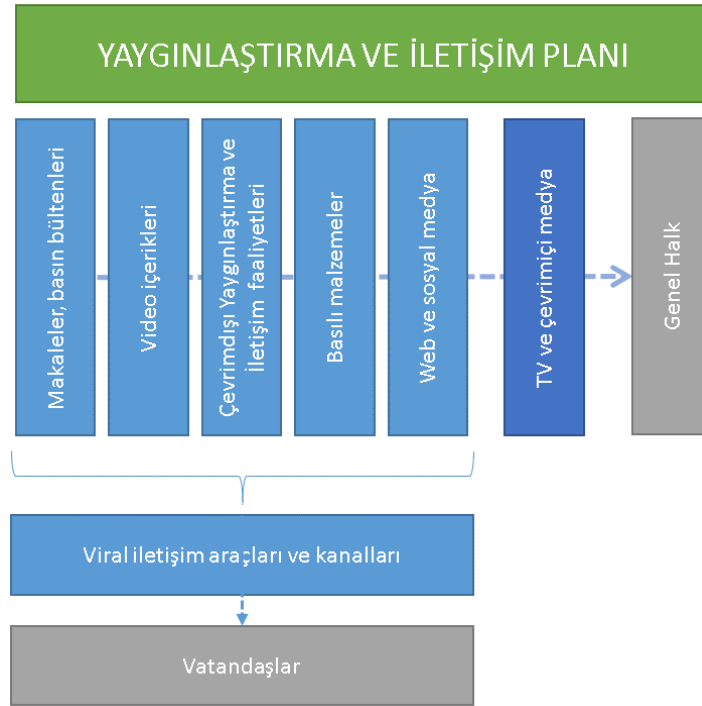 YAYGINLAŞTIRMA VE İLETİŞİM PLANI
Makaleler, basın bültenleri
Video içerikleri
Çevrimdışı Yaygınlaştırma ve
İletişim faaliyetleri
Basılı malzemeler
Web ve sosyal medya
TV ve çevrimiçi medya
Genel Halk
Viral iletişim araçları ve kanalları
Vatandaşlar